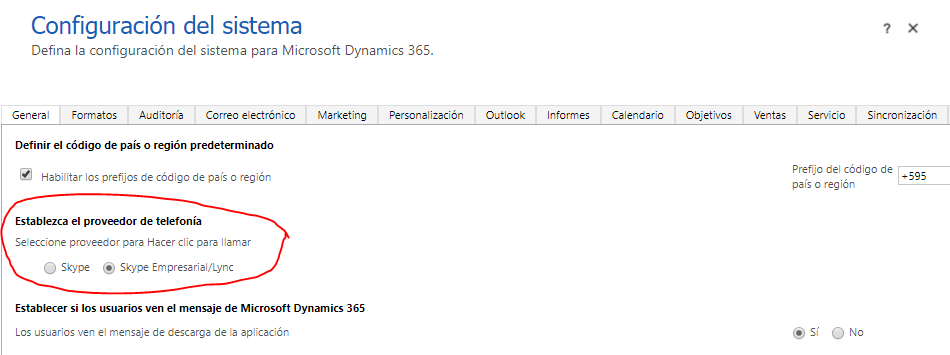 Configuración del sistema
? ×
Defina la configuración del sistema para Microsoft Dynamics 365.
General Formatos Auditoría Correo electrónico Marketing Personalización Outlook Informes Calendario Objetivos Ventas Servicio Sincronización
Definir el código de país o región predeterminado
Habilitar los prefijos de código de país o región
Prefijo del código de
país o región
+595
Establezca el proveedor de telefonía
Seleccione proveedor para Hacer clic para llamar
Skype Skype Empresarial/Lync
Establecer si los usuarios ven el mensaje de Microsoft Dynamics 365
Los usuarios ven el mensaje de descarga de la aplicación Sí No